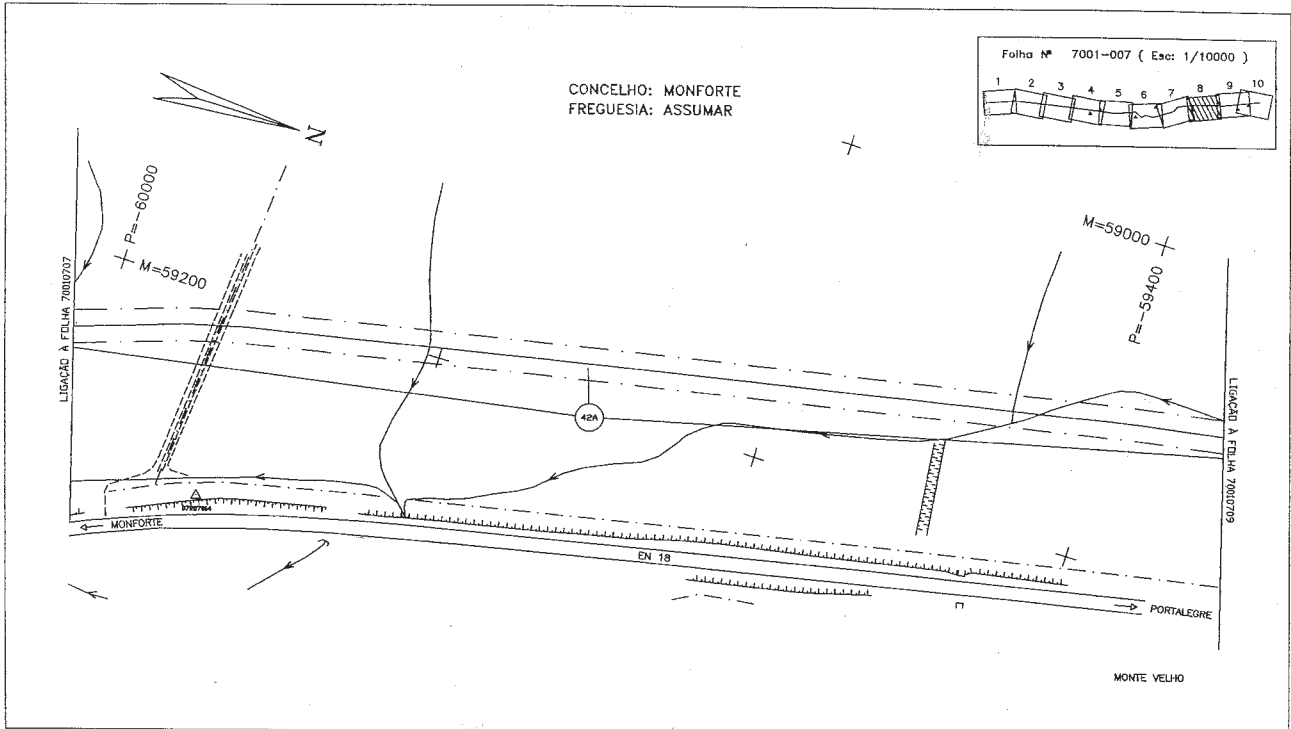 Folha Nº 7001-007 ( Esc: 1/10000 )
1 2 3 4 5 6 7 8 9 10
CONCELHO: MONFORTE
FREGUESIA: ASSUMAR
N
P=-60000
M=59200
M=59000
P=-59400
LIGAÇÃO À FOLHA 70010707
LIGAÇÃO À FOLHA 70010709
42A
MONFORTE
EN 18
PORTALEGRE
MONTE VELHO